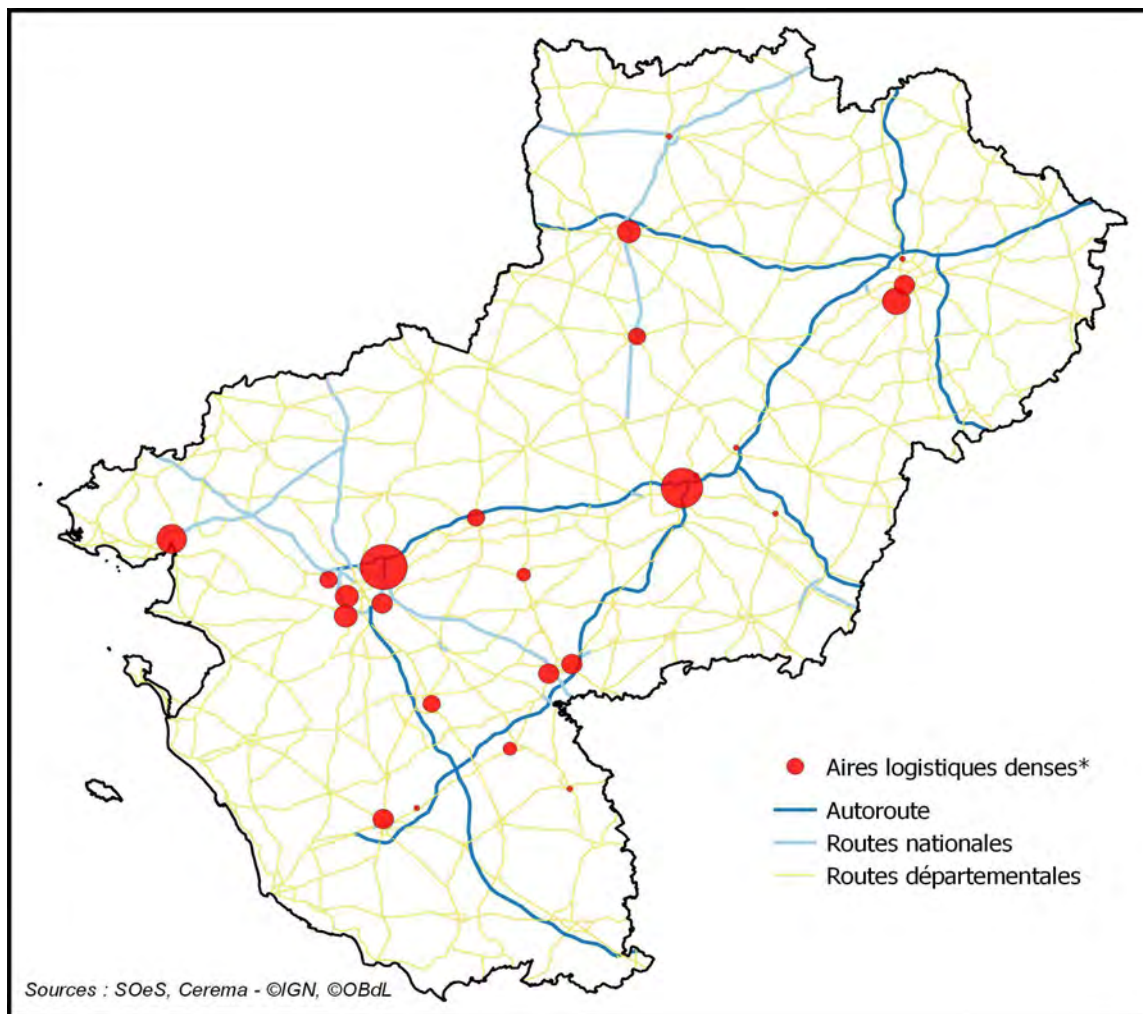 Aires logistiques denses*
Autoroute
Routes nationales
Routes départementales
Sources : SOeS, Cerema - ©IGN, ©OBdL